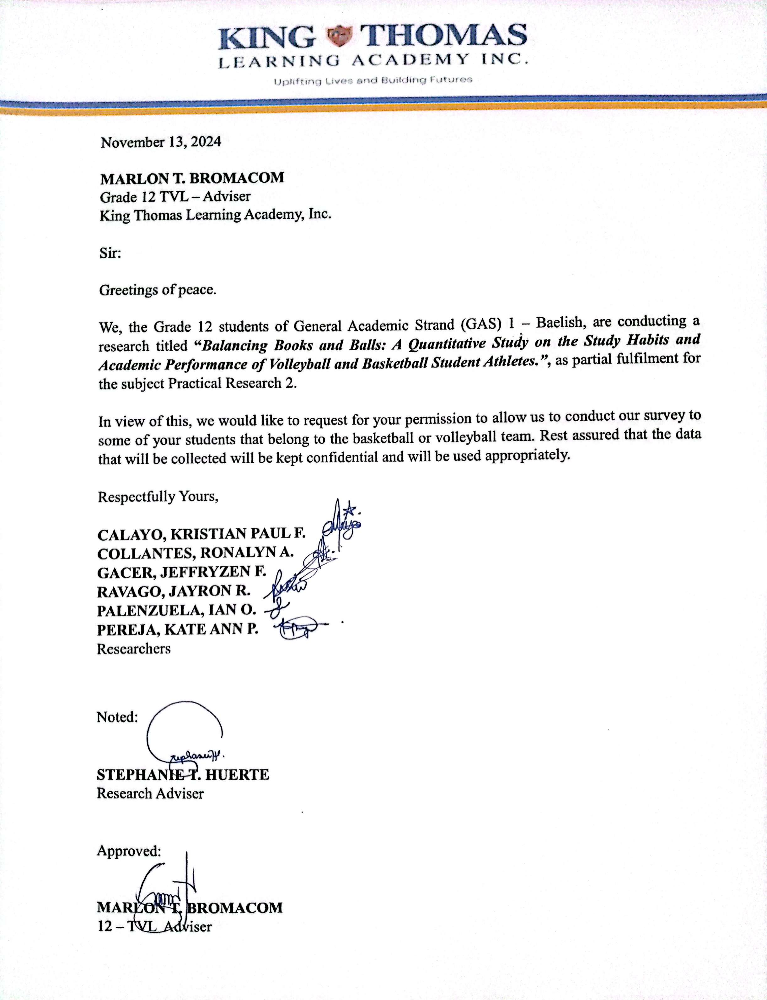 KING THOMAS
LEARNING ACADEMY INC.
Uplifting Lives and Building Futures
November 13, 2024
MARLON T. BROMACOM
Grade 12 TVL – Adviser
King Thomas Learning Academy, Inc.
Sir:
Greetings of peace.
We, the Grade 12 students of General Academic Strand (GAS) 1 – Baelish, are conducting a
research titled “Balancing Books and Balls: A Quantitative Study on the Study Habits and
Academic Performance of Volleyball and Basketball Student Athletes.”, as partial fulfilment for
the subject Practical Research 2.
In view of this, we would like to request for your permission to allow us to conduct our survey to
some of your students that belong to the basketball or volleyball team. Rest assured that the data
that will be collected will be kept confidential and will be used appropriately.
Respectfully Yours,
CALAYO, KRISTIAN PAUL F.
COLLANTES, RONALYN A.
GACER, JEFFRYZEN F.
RAVAGO, JAYRON R.
PALENZUELA, IAN O.
PEREJA, KATE ANN P.
Researchers
Noted:
STEPHANIE T. HUERTE
Research Adviser
Approved:
MARLON T. BROMACOM
12 – TVL Adviser